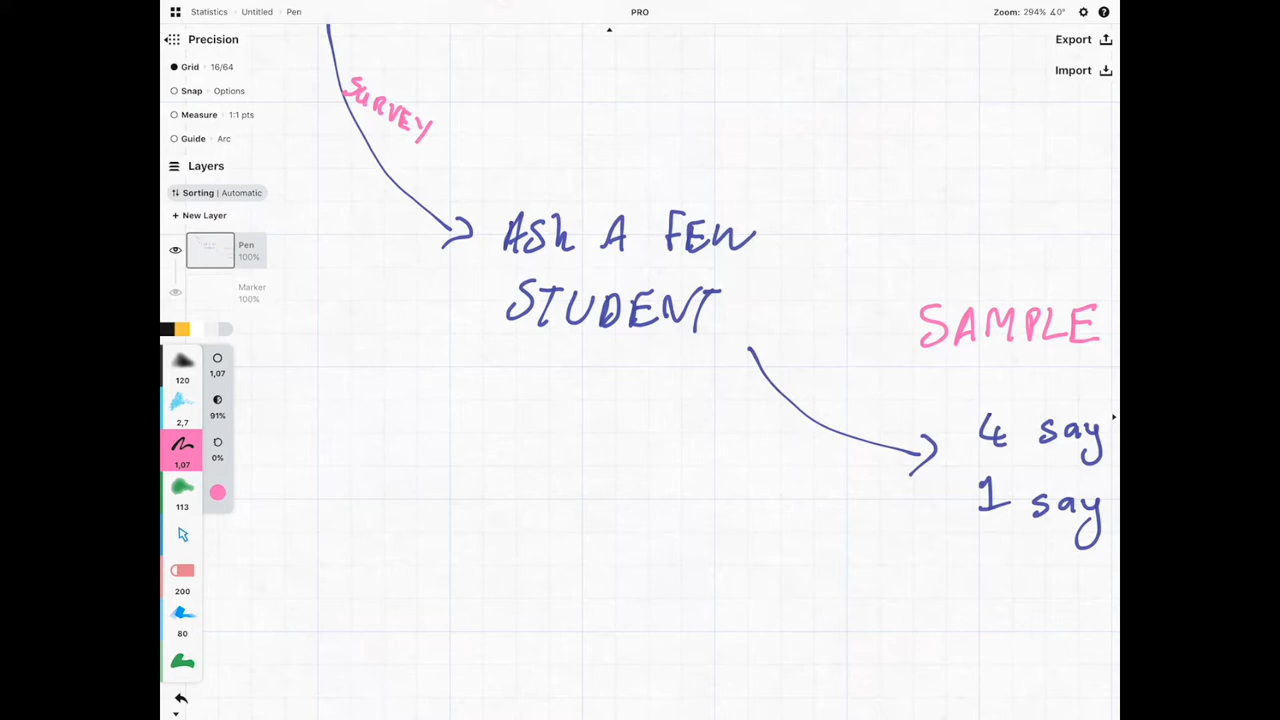 Statistics Untitled Pen
PRO
Zoom: 294% ∡0°
Precision
Export
Grid 16/64
Import
Snap Options
Measure 1:1 pts
Guide Arc
Layers
Sorting | Automatic
New Layer
Pen
100%
Marker
100%
120
2,7
1,07
113
200
80
1,07
91%
0%
SURVEY
ASk A FEW
STUDENT
SAMPLE
4 say
1 say